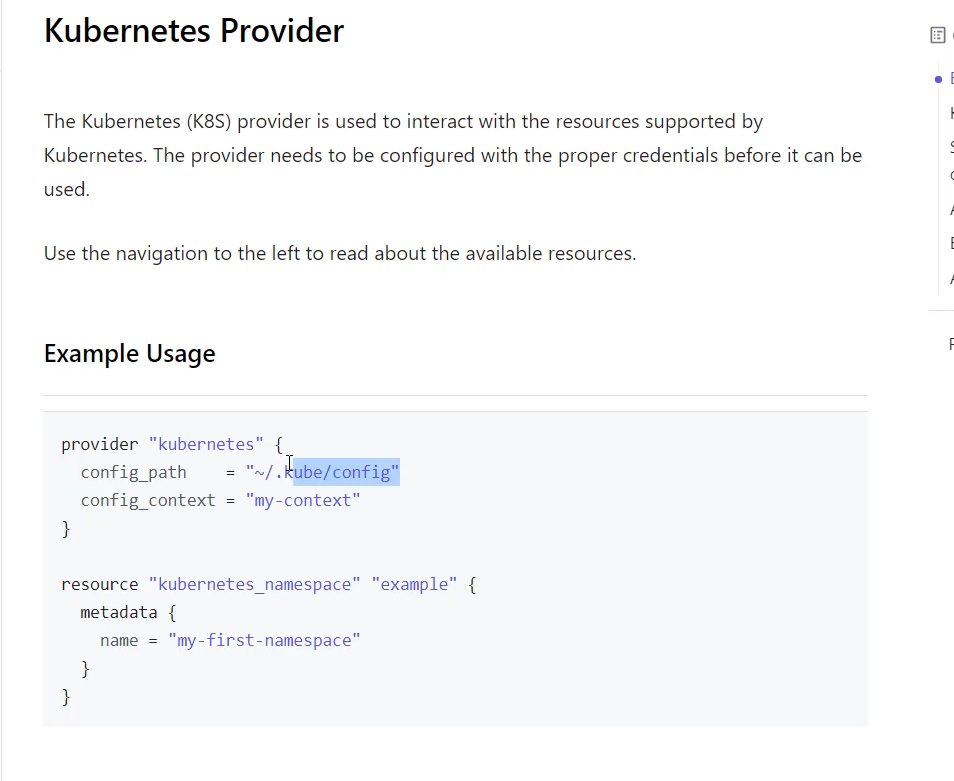 Kubernetes Provider
The Kubernetes (K8S) provider is used to interact with the resources supported by
Kubernetes. The provider needs to be configured with the proper credentials before it can be
used.
Use the navigation to the left to read about the available resources.
Example Usage
provider "kubernetes" {
  config_path    = "~/.kube/config"
  config_context = "my-context"
}
resource "kubernetes_namespace" "example" {
  metadata {
    name = "my-first-namespace"
  }
}